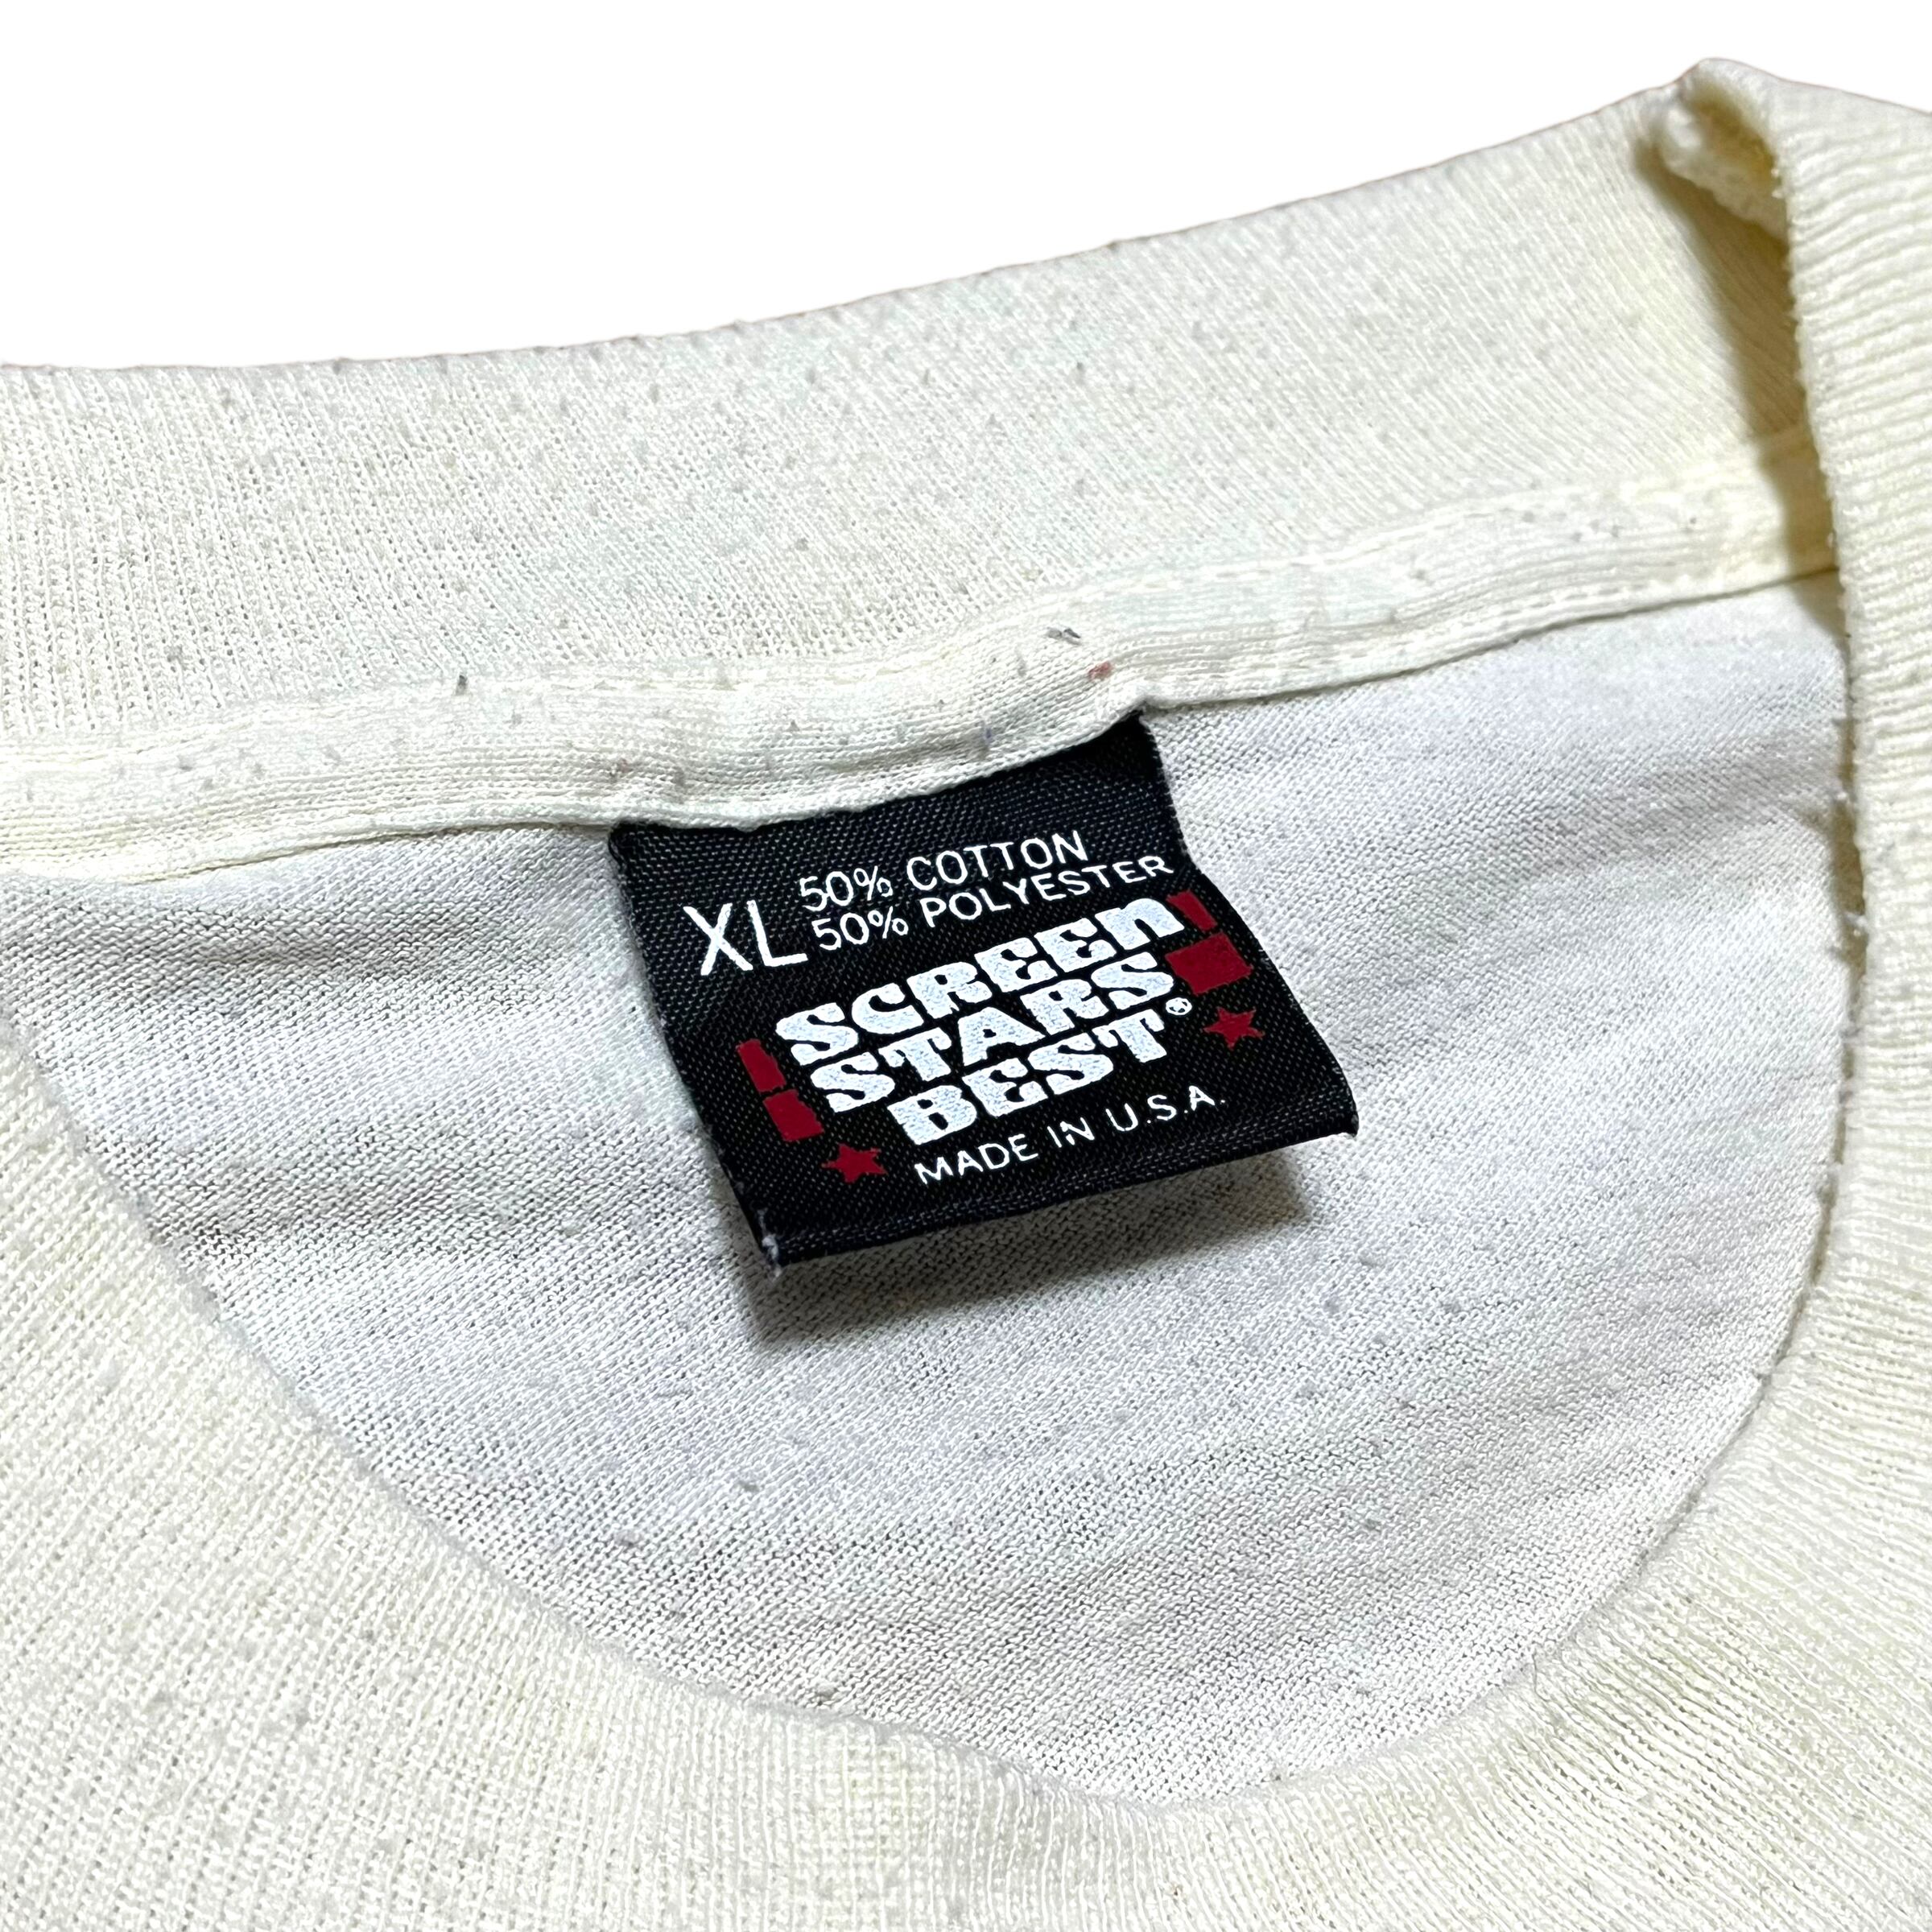 XL 50% COTTON
50% POLYESTER
SCREEN
STARS
BEST®
MADE IN U.S.A.